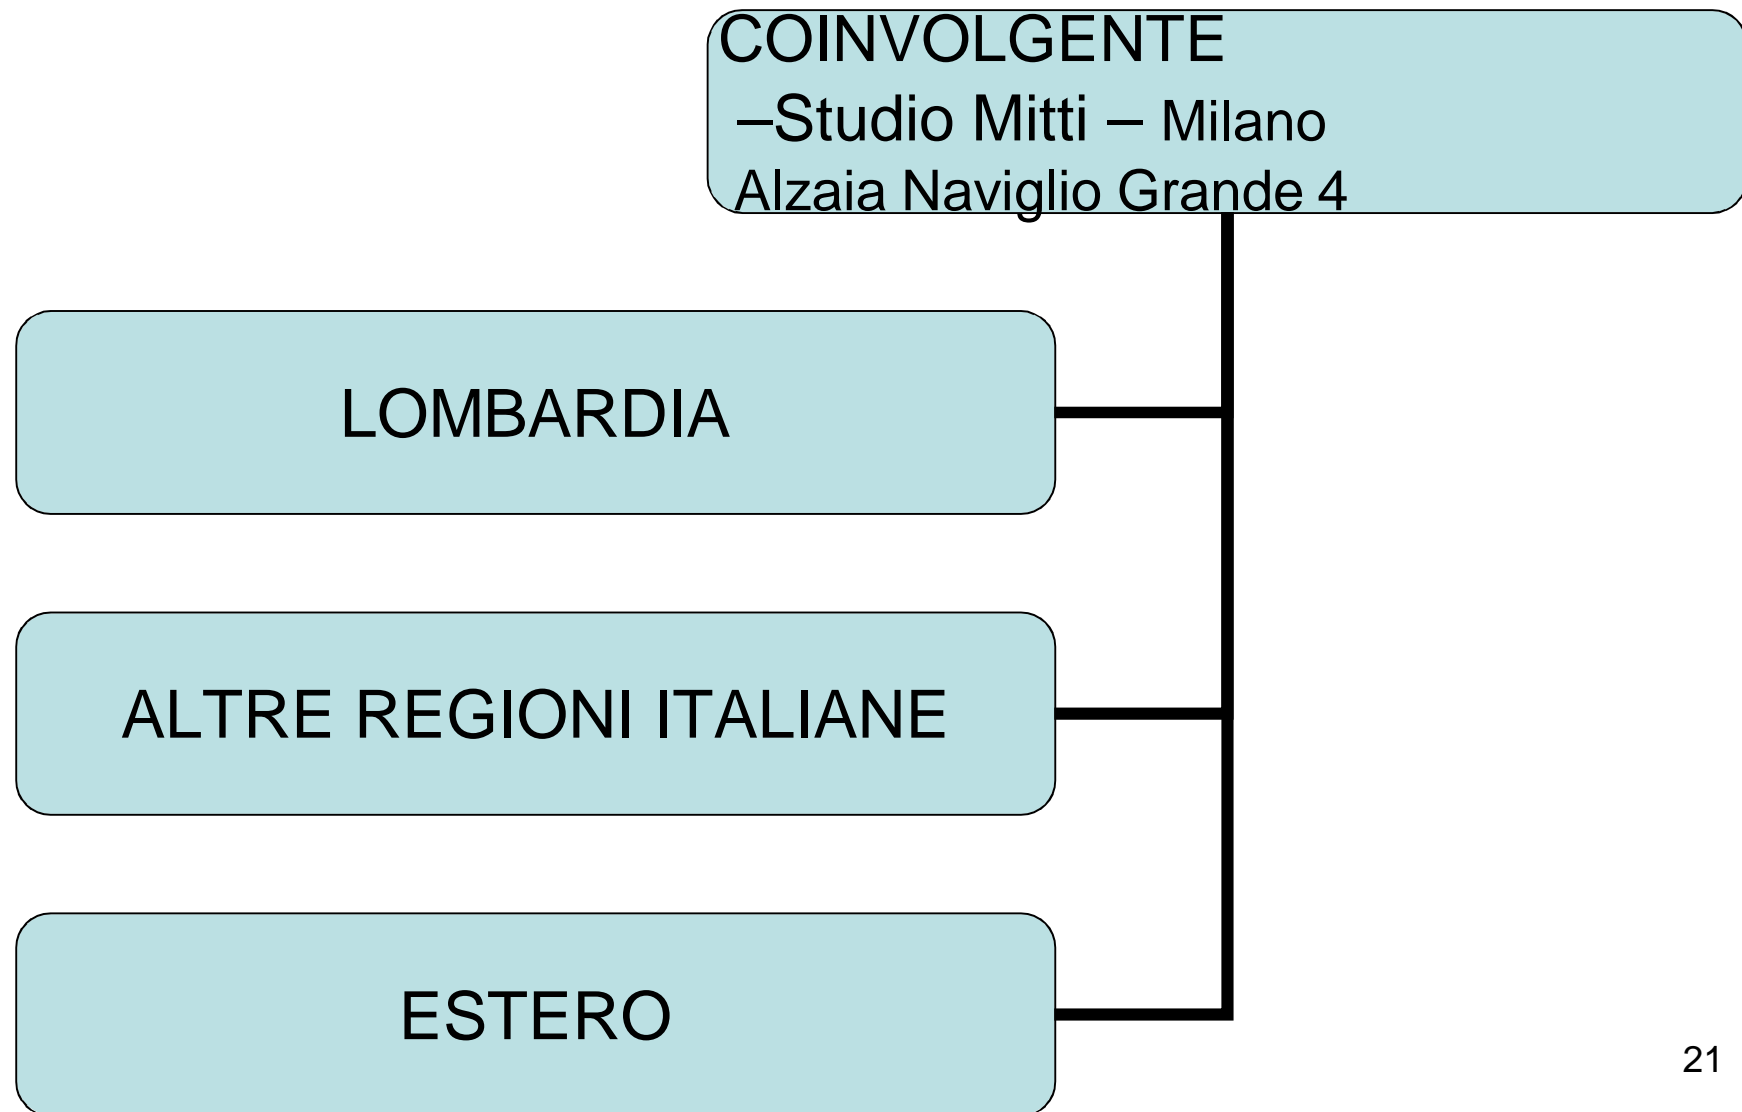 COINVOLGENTE
–Studio Mitti – Milano
Alzaia Naviglio Grande 4
LOMBARDIA
ALTRE REGIONI ITALIANE
ESTERO
21